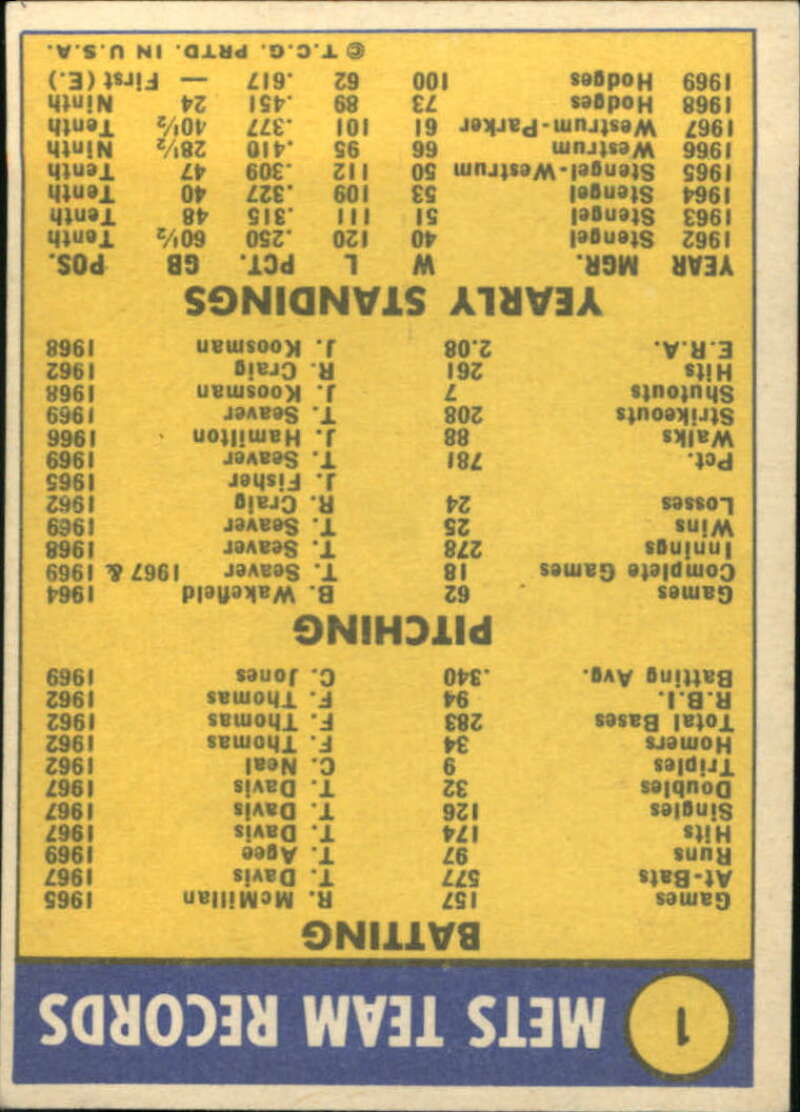 1 METS TEAM RECORDS
BATTING
Games 157 R. McMillan 1965
At-Bats 577 T. Davis 1967
Runs 97 T. Agee 1969
Hits 174 T. Davis 1967
Singles 126 T. Davis 1967
Doubles 32 T. Davis 1967
Triples 9 C. Neal 1962
Homers 34 F. Thomas 1962
Total Bases 283 F. Thomas 1962
R.B.I. 94 F. Thomas 1962
Batting Avg. .340 C. Jones 1969
PITCHING
Games 62 B. Wakefield 1964
Complete Games 18 T. Seaver 1967 & 1969
Innings 278 T. Seaver 1968
Wins 25 T. Seaver 1969
Losses 24 R. Craig 1962
J. Fisher 1965
Pct. 781 T. Seaver 1969
Walks 88 J. Hamilton 1966
Strikeouts 208 T. Seaver 1969
Shutouts 7 J. Koosman 1968
Hits 261 R. Craig 1962
E.R.A. 2.08 J. Koosman 1968
YEARLY STANDINGS
YEAR MGR. W L PCT. GB POS.
1962 Stengel 40 120 .250 60½ Tenth
1963 Stengel 51 111 .315 48 Tenth
1964 Stengel 53 109 .327 40 Tenth
1965 Stengel-Westrum 50 112 .309 47 Tenth
1966 Westrum 66 95 .410 28½ Ninth
1967 Westrum-Parker 61 101 .377 40½ Tenth
1968 Hodges 73 89 .451 24 Ninth
1969 Hodges 100 62 .617 — First (E.)
© T.C.G. PRTD. IN U.S.A.